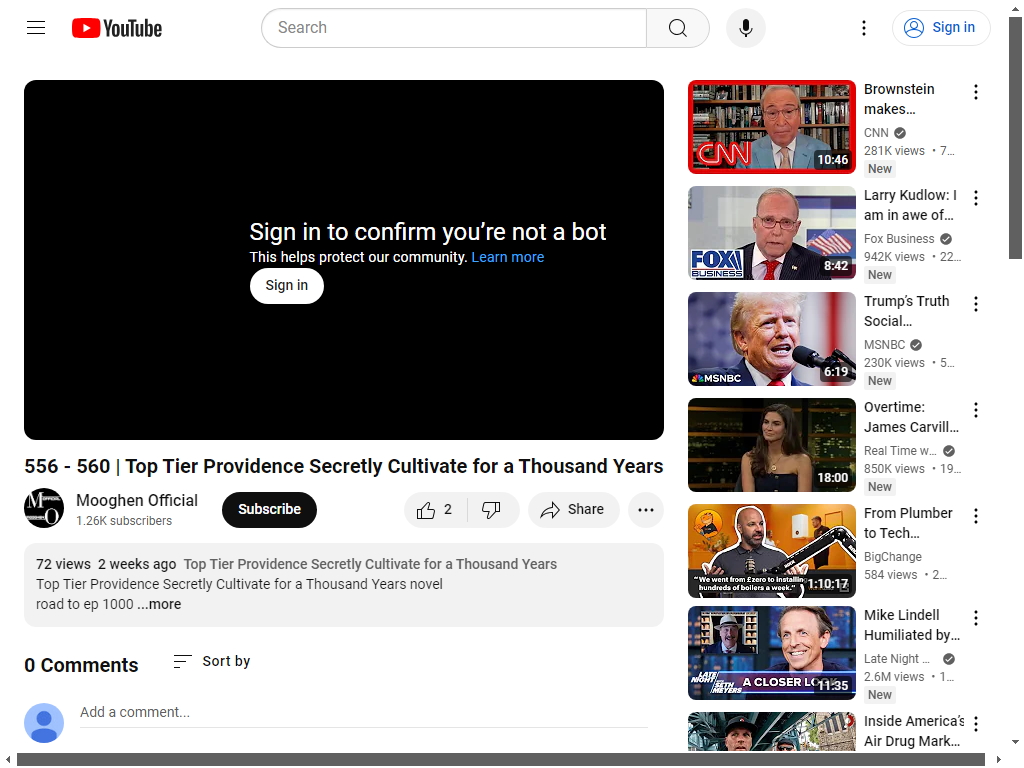 YouTube
Search
Sign in
Sign in to confirm you’re not a bot
This helps protect our community. Learn more
Sign in
556 - 560 | Top Tier Providence Secretly Cultivate for a Thousand Years
Mooghen Official
1.26K subscribers
Subscribe
2
Share
72 views 2 weeks ago Top Tier Providence Secretly Cultivate for a Thousand Years
Top Tier Providence Secretly Cultivate for a Thousand Years novel
road to ep 1000 ...more
0 Comments
Sort by
Add a comment...
CNN
10:46
Brownstein
makes…
CNN
281K views • 7…
New
FOX
BUSINESS
8:42
Larry Kudlow: I
am in awe of…
Fox Business
942K views • 22…
New
MSNBC
6:19
Trump’s Truth
Social…
MSNBC
230K views • 5…
New
18:00
Overtime:
James Carvill…
Real Time w…
850K views • 19…
New
"We went from £zero to installing
hundreds of boilers a week."
1:10:17
From Plumber
to Tech…
BigChange
584 views • 2…
LATE
NIGHT
WITH
SETH
MEYERS
A CLOSER LOOK
11:35
Mike Lindell
Humiliated by…
Late Night …
2.6M views • 1…
New
Inside America’s
Air Drug Mark…